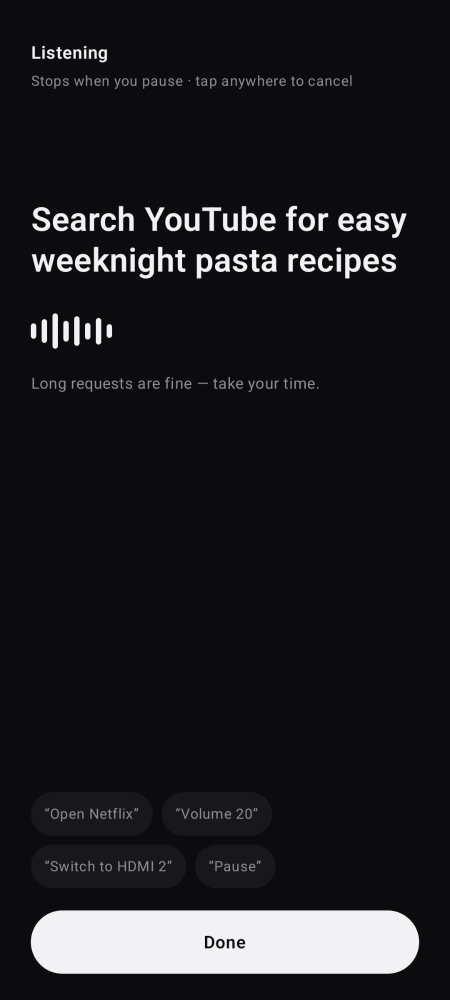 Listening
Stops when you pause · tap anywhere to cancel
Search YouTube for easy
weeknight pasta recipes
Long requests are fine — take your time.
“Open Netflix” “Volume 20”
“Switch to HDMI 2” “Pause”
Done